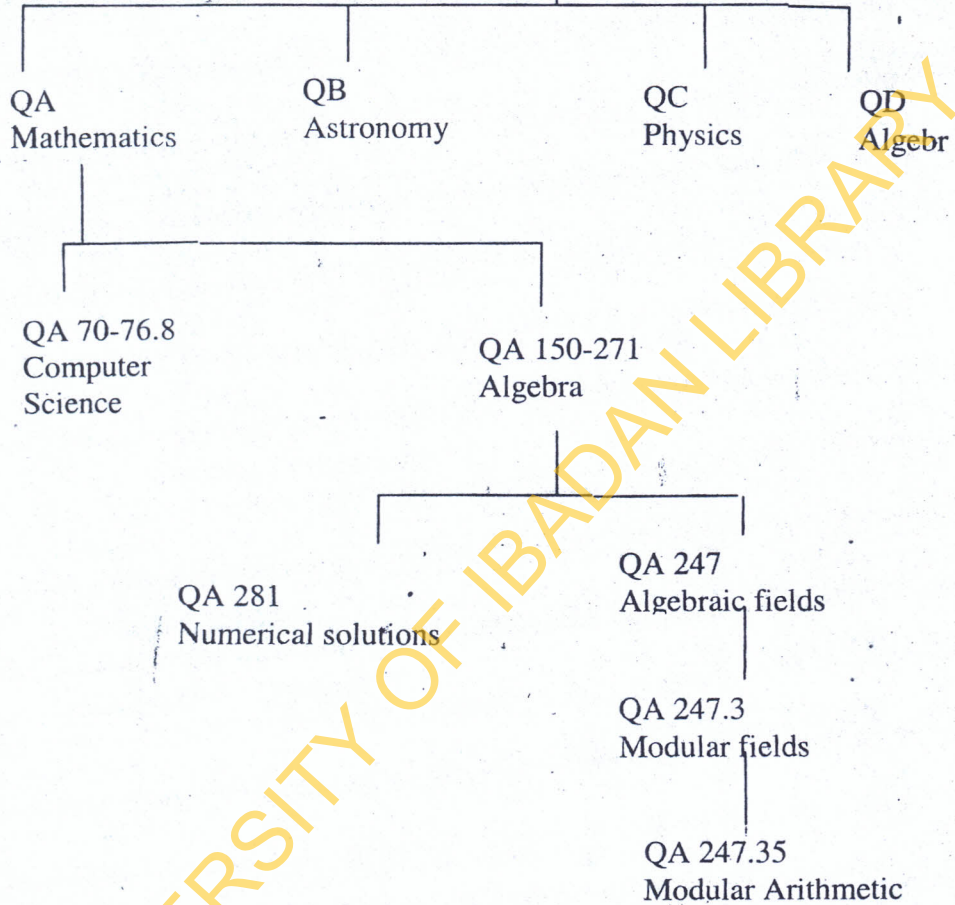 QA
Mathematics
QB
Astronomy
QC
Physics
QD
Algebr
QA 70-76.8
Computer
Science
QA 150-271
Algebra
QA 281
Numerical solutions
QA 247
Algebraic fields
QA 247.3
Modular fields
QA 247.35
Modular Arithmetic
ERSITY OF IBADAN LIBRARY